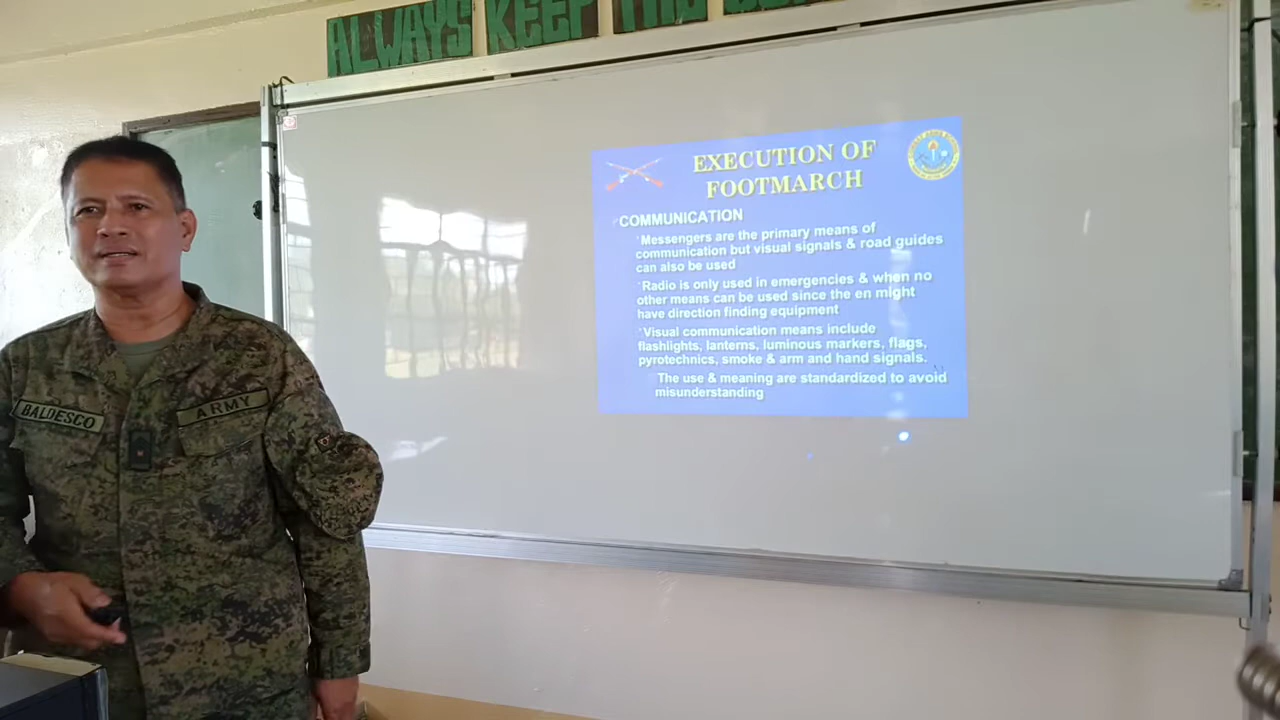 ALWAYS KEEP THE
EXECUTION OF
FOOTMARCH
COMMUNICATION
Messengers are the primary means of
communication but visual signals & road guides
can also be used
Radio is only used in emergencies & when no
other means can be used since the en might
have direction finding equipment
Visual communication means include
flashlights, lanterns, luminous markers, flags,
pyrotechnics, smoke & arm and hand signals.
The use & meaning are standardized to avoid
misunderstanding
BALDESCO
ARMY